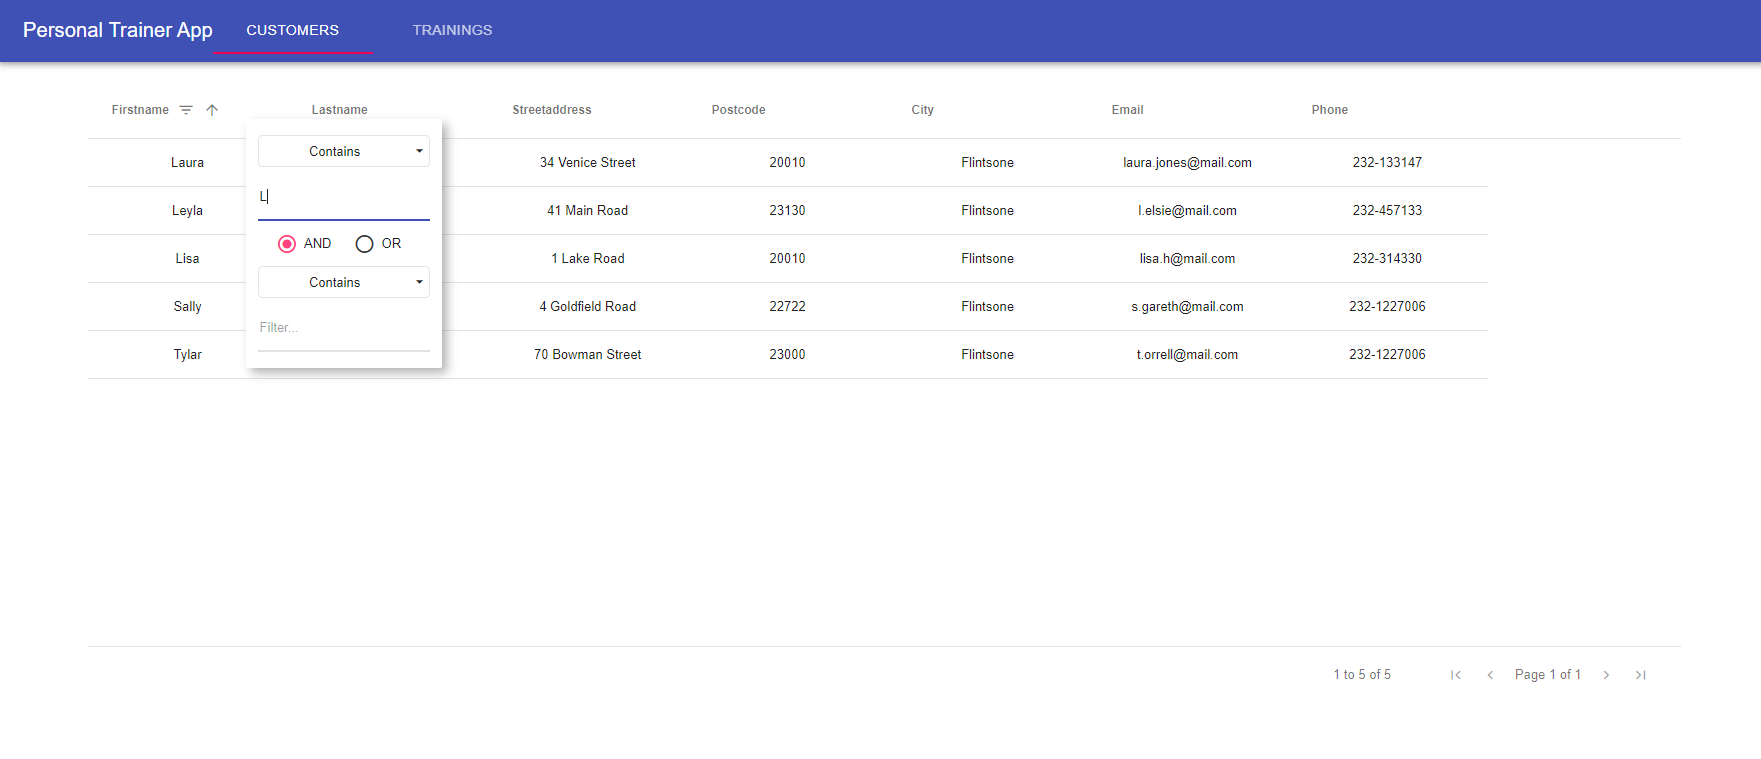 Personal Trainer App CUSTOMERS TRAININGS
Firstname Lastname Streetaddress Postcode City Email Phone
Contains
Laura 34 Venice Street 20010 Flintsone laura.jones@mail.com 232-133147
L
Leyla 41 Main Road 23130 Flintsone l.elsie@mail.com 232-457133
AND OR
Lisa 1 Lake Road 20010 Flintsone lisa.h@mail.com 232-314330
Contains
Sally 4 Goldfield Road 22722 Flintsone s.gareth@mail.com 232-1227006
Filter...
Tylar 70 Bowman Street 23000 Flintsone t.orrell@mail.com 232-1227006
1 to 5 of 5 Page 1 of 1